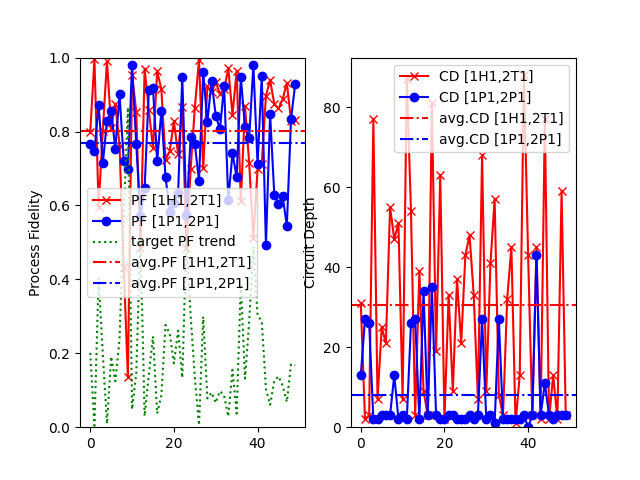 1.0
0.8
0.6
0.4
0.2
0.0
Process Fidelity
0
20
40
PF [1H1,2T1]
PF [1P1,2P1]
target PF trend
avg.PF [1H1,2T1]
avg.PF [1P1,2P1]
80
60
40
20
0
Circuit Depth
0
20
40
CD [1H1,2T1]
CD [1P1,2P1]
avg.CD [1H1,2T1]
avg.CD [1P1,2P1]